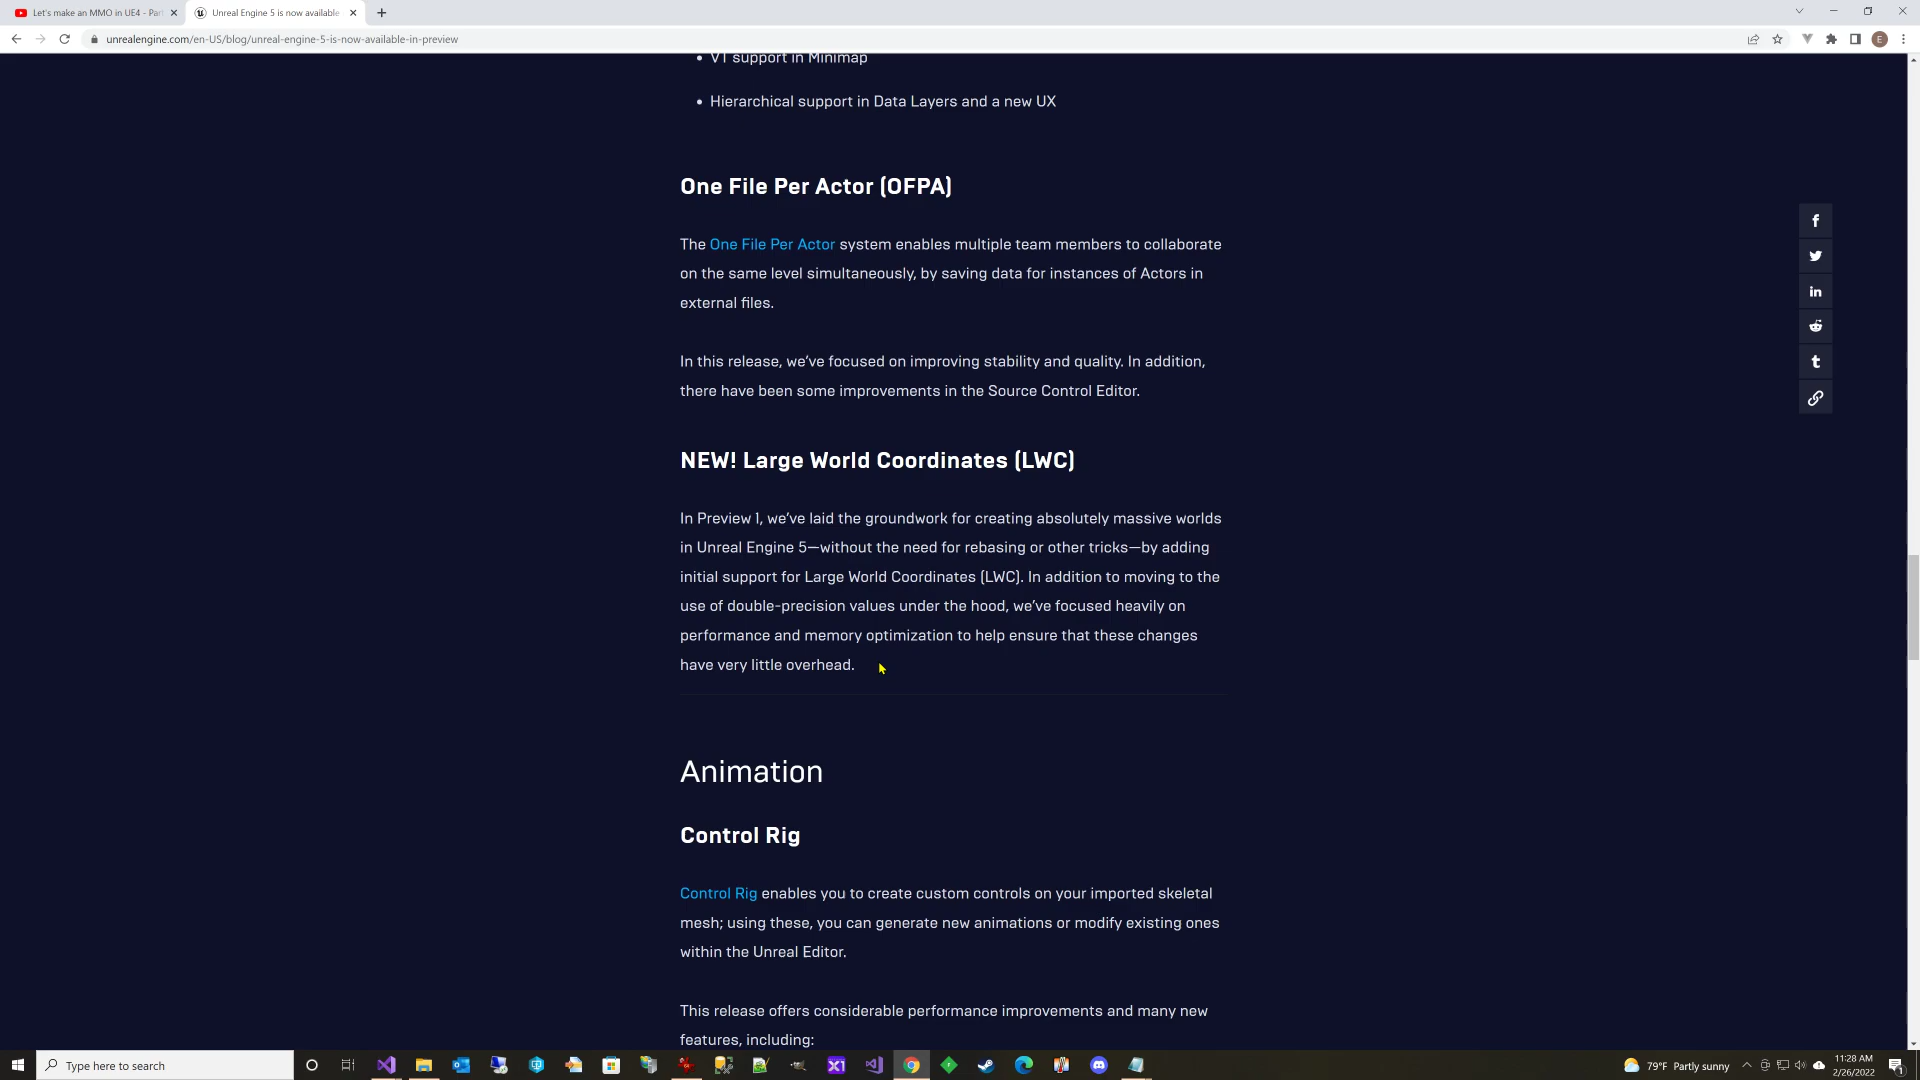 Let's make an MMO in UE4 - Par
Unreal Engine 5 is now available
unrealengine.com/en-US/blog/unreal-engine-5-is-now-available-in-preview
E
• VT support in Minimap
• Hierarchical support in Data Layers and a new UX
One File Per Actor (OFPA)
The One File Per Actor system enables multiple team members to collaborate
on the same level simultaneously, by saving data for instances of Actors in
external files.
In this release, we've focused on improving stability and quality. In addition,
there have been some improvements in the Source Control Editor.
NEW! Large World Coordinates (LWC)
In Preview 1, we've laid the groundwork for creating absolutely massive worlds
in Unreal Engine 5—without the need for rebasing or other tricks—by adding
initial support for Large World Coordinates (LWC). In addition to moving to the
use of double-precision values under the hood, we've focused heavily on
performance and memory optimization to help ensure that these changes
have very little overhead.
Animation
Control Rig
Control Rig enables you to create custom controls on your imported skeletal
mesh; using these, you can generate new animations or modify existing ones
within the Unreal Editor.
This release offers considerable performance improvements and many new
features, including:
Type here to search
79°F Partly sunny
11:28 AM
2/26/2022